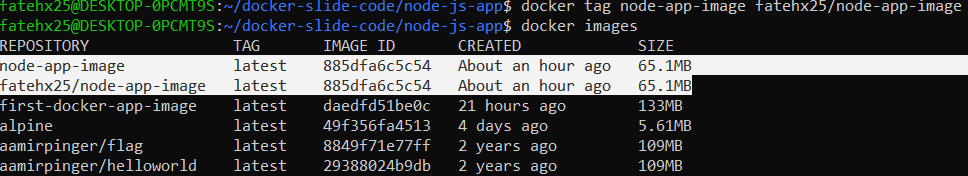 fatehx25@DESKTOP-0PCMT9S:~/docker-slide-code/node-js-app$ docker tag node-app-image fatehx25/node-app-image
fatehx25@DESKTOP-0PCMT9S:~/docker-slide-code/node-js-app$ docker images
REPOSITORY TAG IMAGE ID CREATED SIZE
node-app-image latest 885dfa6c5c54 About an hour ago 65.1MB
fatehx25/node-app-image latest 885dfa6c5c54 About an hour ago 65.1MB
first-docker-app-image latest daedfd51be0c 21 hours ago 133MB
alpine latest 49f356fa4513 4 days ago 5.61MB
aamirpinger/flag latest 8849f71e77ff 2 years ago 109MB
aamirpinger/helloworld latest 29388024b9db 2 years ago 109MB